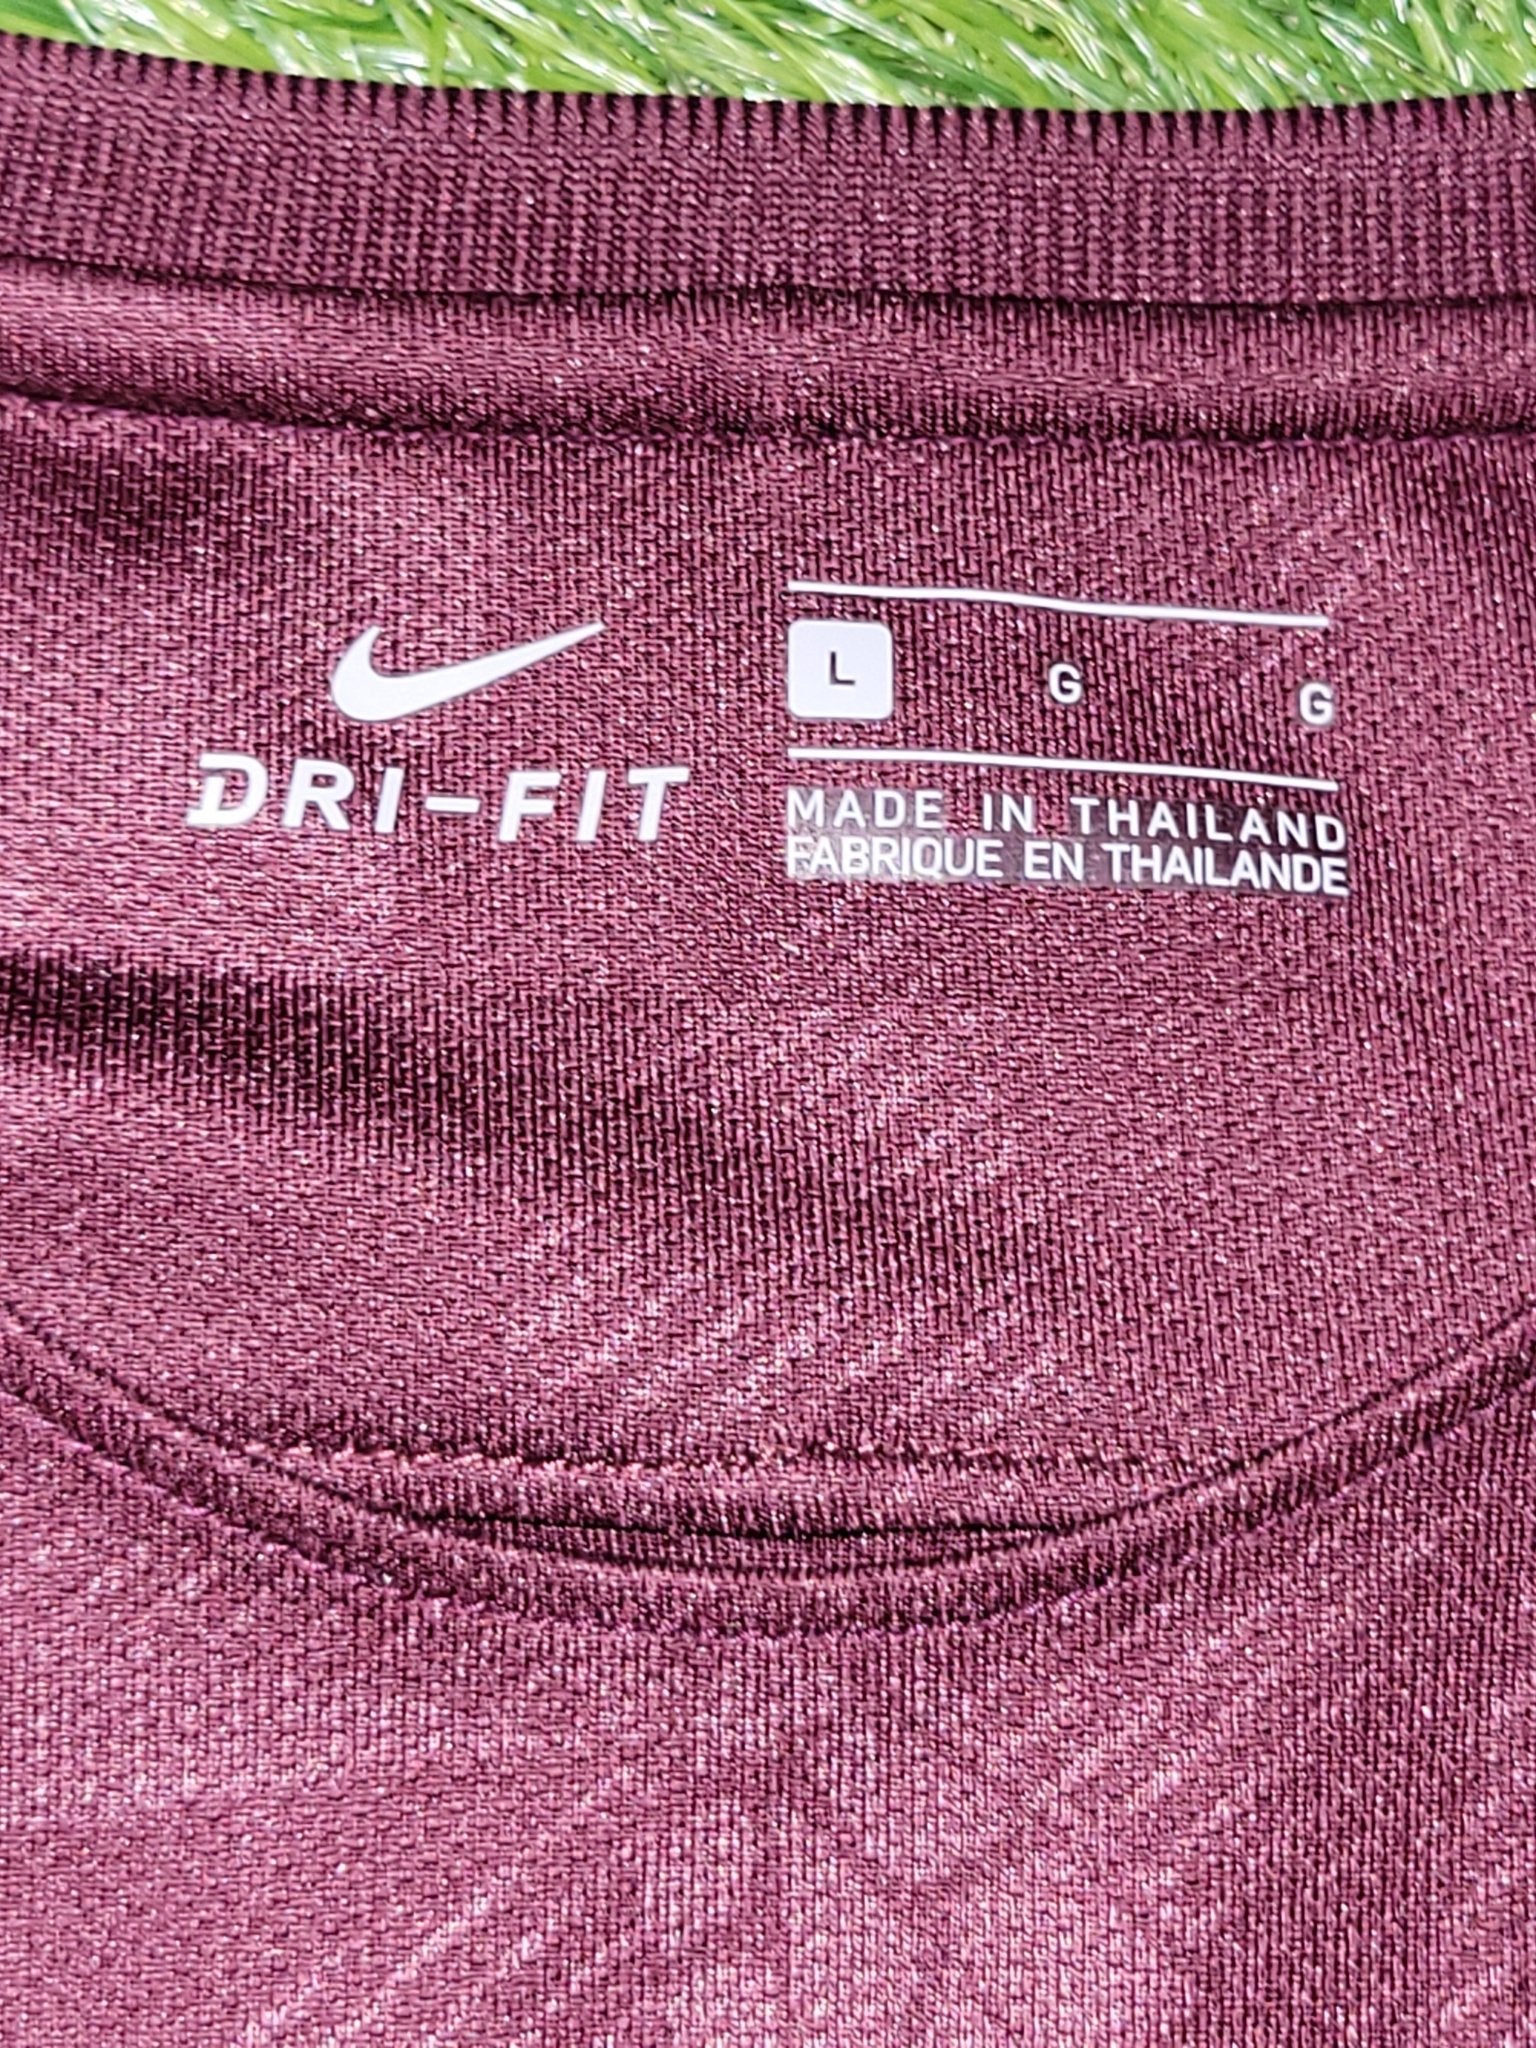 DRI-FIT
L G G
MADE IN THAILAND
FABRIQUE EN THAILANDE